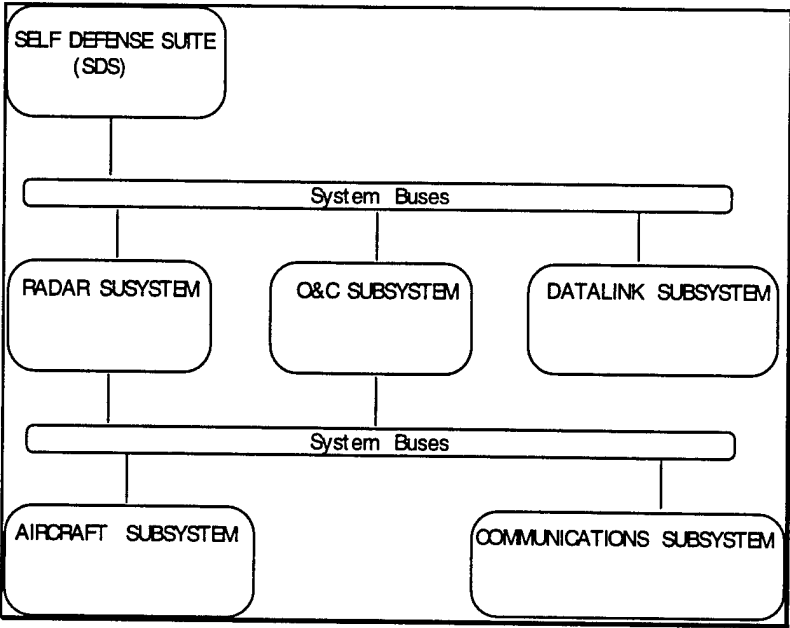 SELF DEFENSE SUITE
(SDS)
System Buses
RADAR SUSYSTEM
O&C SUBSYSTEM
DATALINK SUBSYSTEM
System Buses
AIRCRAFT SUBSYSTEM
COMMUNICATIONS SUBSYSTEM